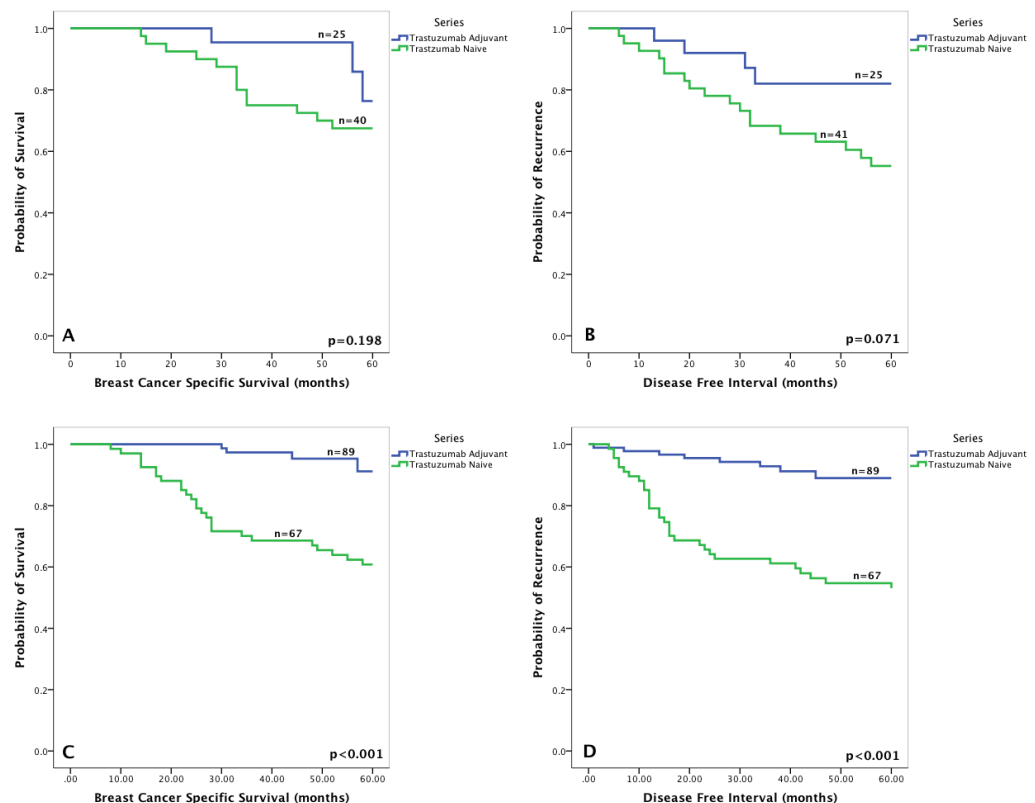 Series
Trastuzumab Adjuvant
Trastzumab Naive
Probability of Survival
1.0
0.8
0.6
0.4
0.2
0.0
n=25
n=40
A
p=0.198
0 10 20 30 40 50 60
Breast Cancer Specific Survival (months)
Series
Trastuzumab Adjuvant
Trastzumab Naive
Probability of Recurrence
1.0
0.8
0.6
0.4
0.2
0.0
n=25
n=41
B
p=0.071
0 10 20 30 40 50 60
Disease Free Interval (months)
Series
Trastuzumab Adjuvant
Trastuzumab Naive
Probability of Survival
1.0
0.8
0.6
0.4
0.2
0.0
n=89
n=67
C
p<0.001
.00 10.00 20.00 30.00 40.00 50.00 60.00
Breast Cancer Specific Survival (months)
Series
Trastuzumab Adjuvant
Trastuzumab Naive
Probability of Recurrence
1.0
0.8
0.6
0.4
0.2
0.0
n=89
n=67
D
p<0.001
.00 10.00 20.00 30.00 40.00 50.00 60.00
Disease Free Interval (months)